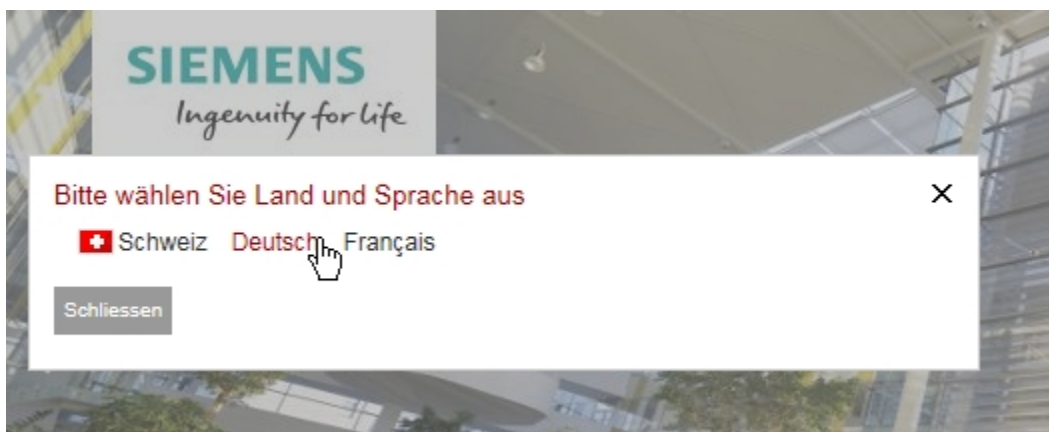 SIEMENS
Ingenuity for life
Bitte wählen Sie Land und Sprache aus
Schweiz Deutsch Français
Schliessen